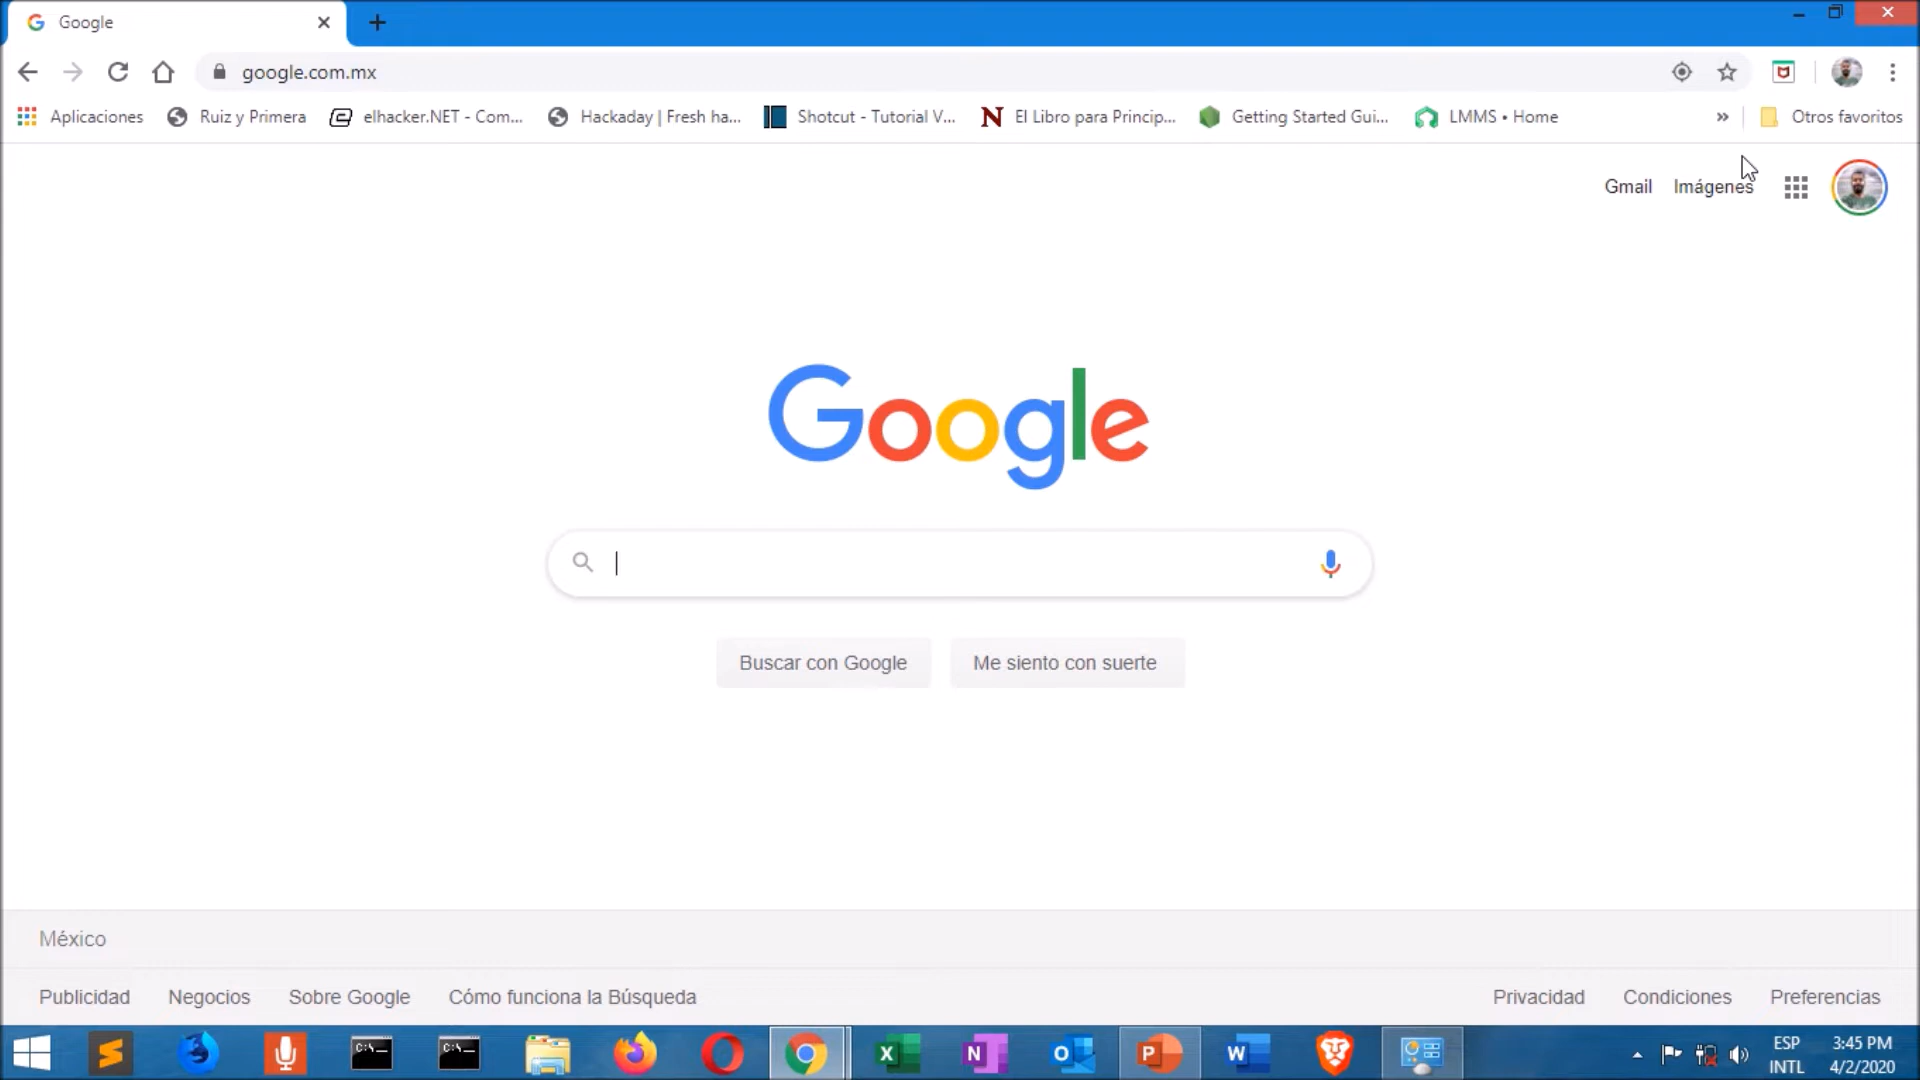 Google
google.com.mx
Aplicaciones Ruiz y Primera elhacker.NET - Com... Hackaday | Fresh ha... Shotcut - Tutorial V... El Libro para Princip... Getting Started Gui... LMMS • Home » Otros favoritos
Gmail Imágenes
Google
Buscar con Google Me siento con suerte
México
Publicidad Negocios Sobre Google Cómo funciona la Búsqueda Privacidad Condiciones Preferencias
ESP 3:45 PM
INTL 4/2/2020